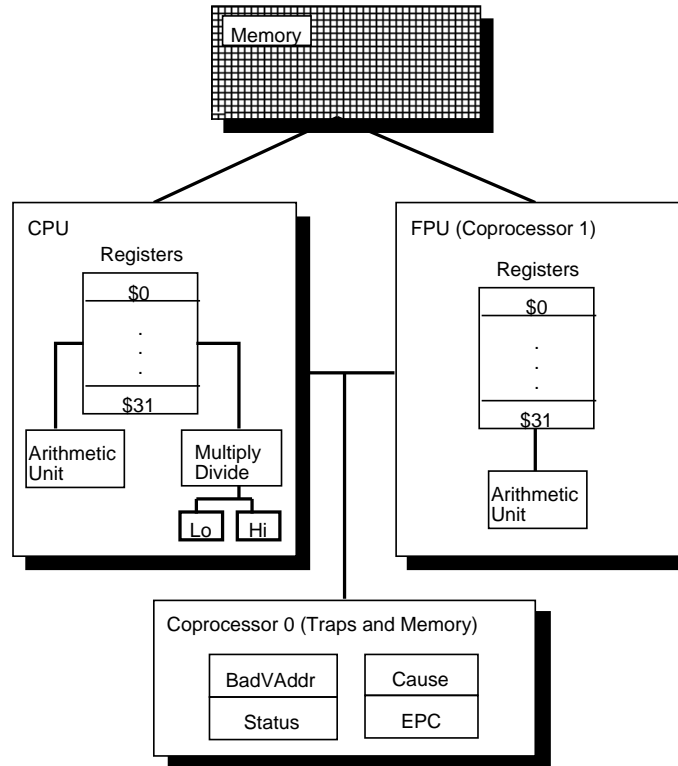 Memory
CPU
Registers
$0
.
.
.
$31
Arithmetic
Unit
Multiply
Divide
Lo
Hi
FPU (Coprocessor 1)
Registers
$0
.
.
.
$31
Arithmetic
Unit
Coprocessor 0 (Traps and Memory)
BadVAddr
Cause
Status
EPC